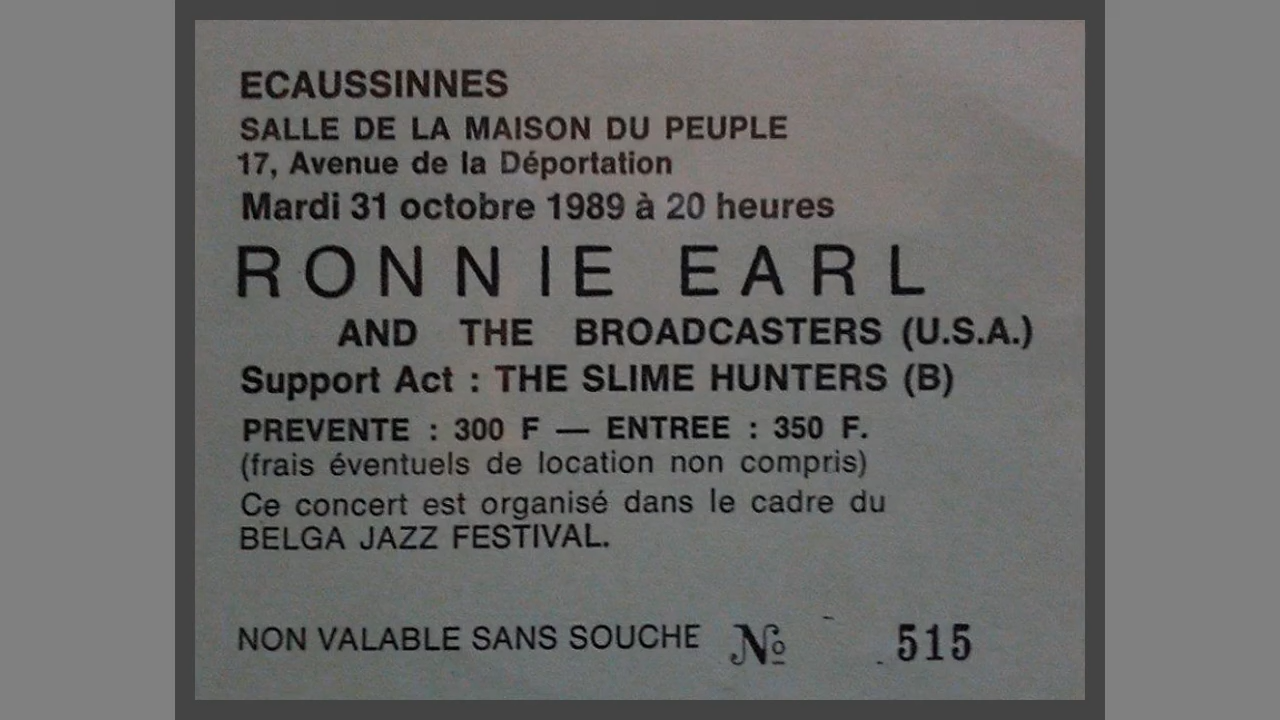 ECAUSSINNES
SALLE DE LA MAISON DU PEUPLE
17, Avenue de la Déportation
Mardi 31 octobre 1989 à 20 heures
RONNIE EARL
AND THE BROADCASTERS (U.S.A.)
Support Act : THE SLIME HUNTERS (B)
PREVENTE : 300 F — ENTREE : 350 F.
(frais éventuels de location non compris)
Ce concert est organisé dans le cadre du
BELGA JAZZ FESTIVAL.
NON VALABLE SANS SOUCHE № 515